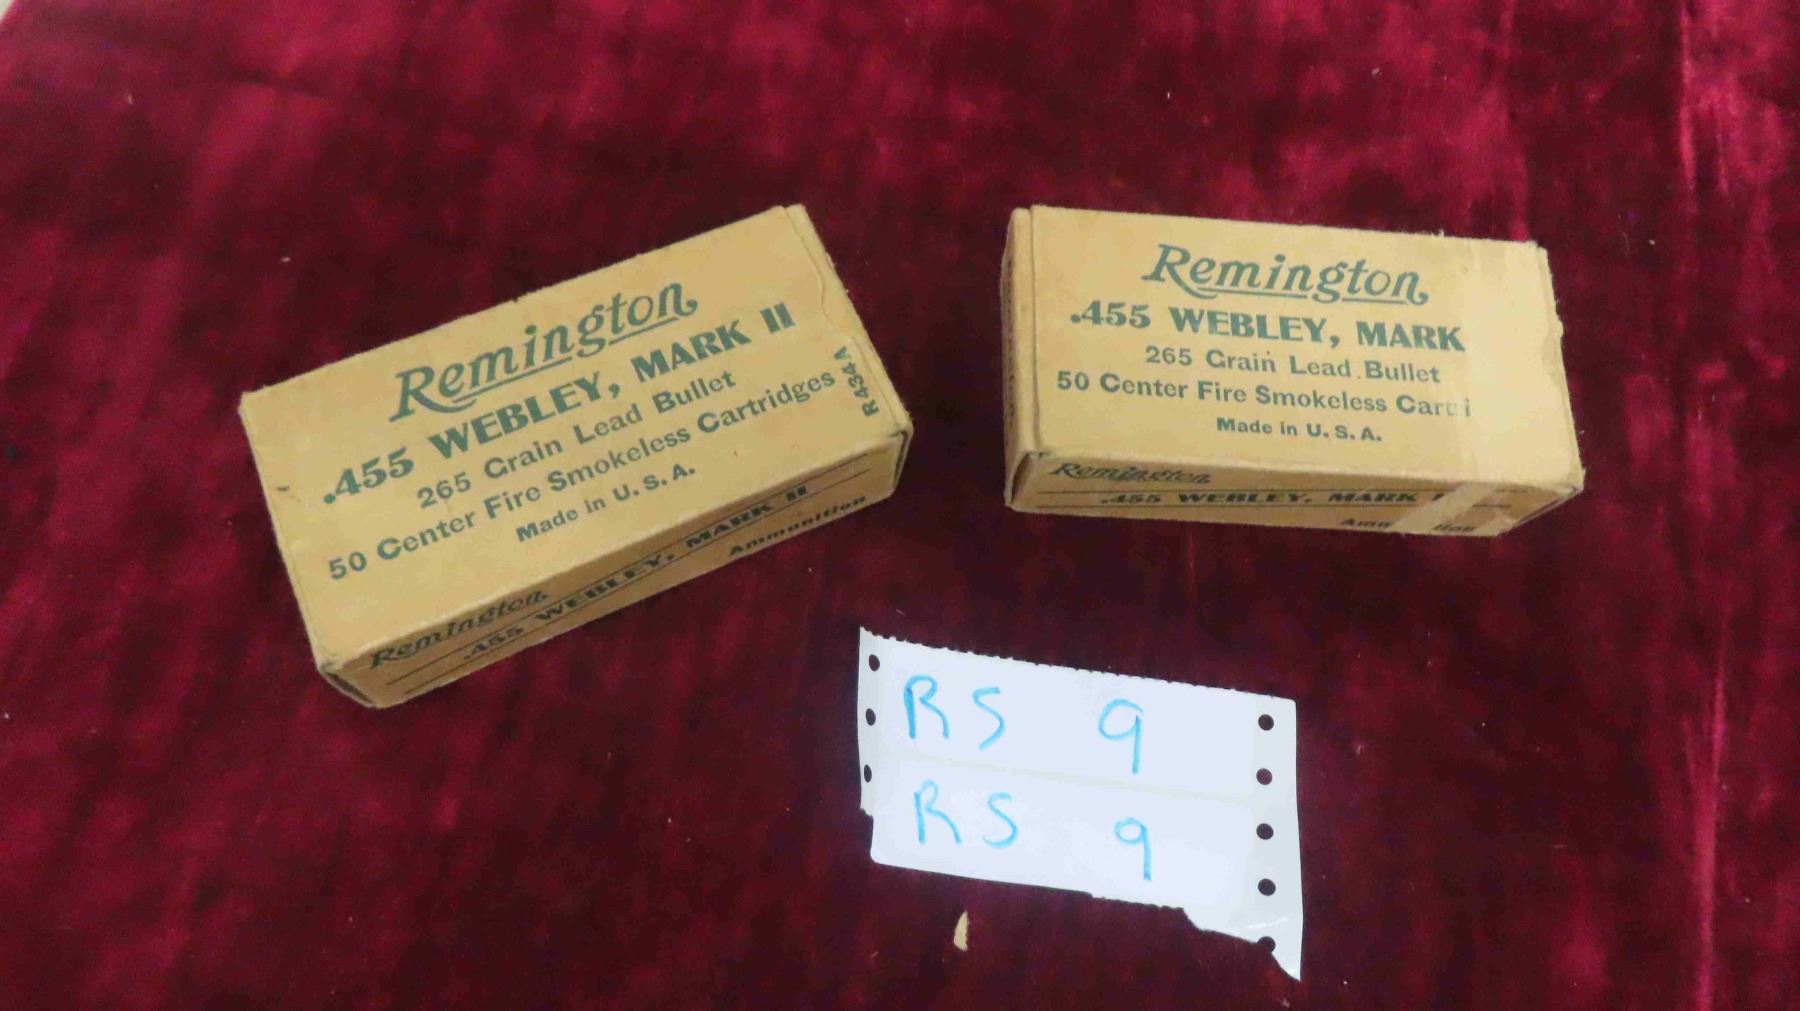 Remington
.455 WEBLEY, MARK II
265 Grain Lead Bullet
50 Center Fire Smokeless Cartridges
Made in U. S. A.
R434A
Remington
.455 WEBLEY, MARK II
Ammunition
Remington
.455 WEBLEY, MARK
265 Grain Lead Bullet
50 Center Fire Smokeless
Made in U. S. A.
Remington
.455 WEBLEY, MARK
RS 9
RS 9